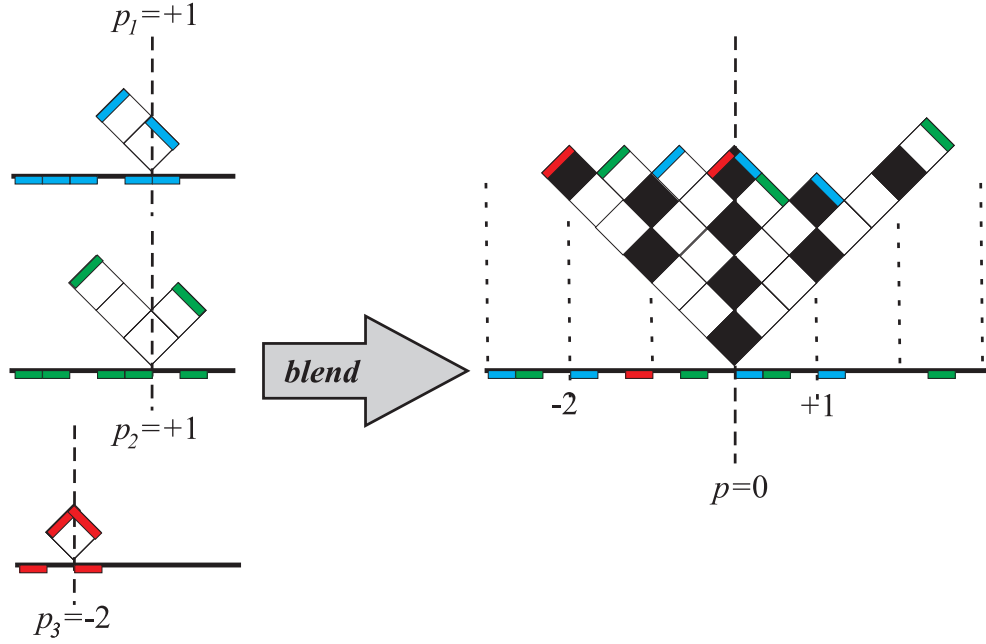 p₁=+1
p₂=+1
p₃=-2
blend
-2
+1
p=0